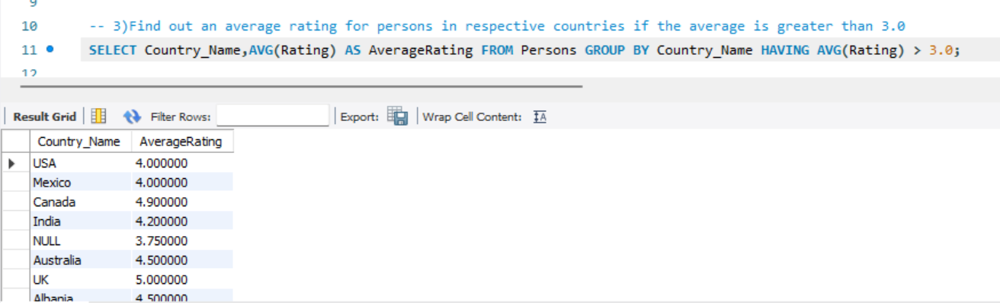 9
10 -- 3)Find out an average rating for persons in respective countries if the average is greater than 3.0
11 SELECT Country_Name,AVG(Rating) AS AverageRating FROM Persons GROUP BY Country_Name HAVING AVG(Rating) > 3.0;
12
Result Grid Filter Rows: Export: Wrap Cell Content: IA
Country_Name AverageRating
USA 4.000000
Mexico 4.000000
Canada 4.900000
India 4.200000
NULL 3.750000
Australia 4.500000
UK 5.000000
Albania 4.500000